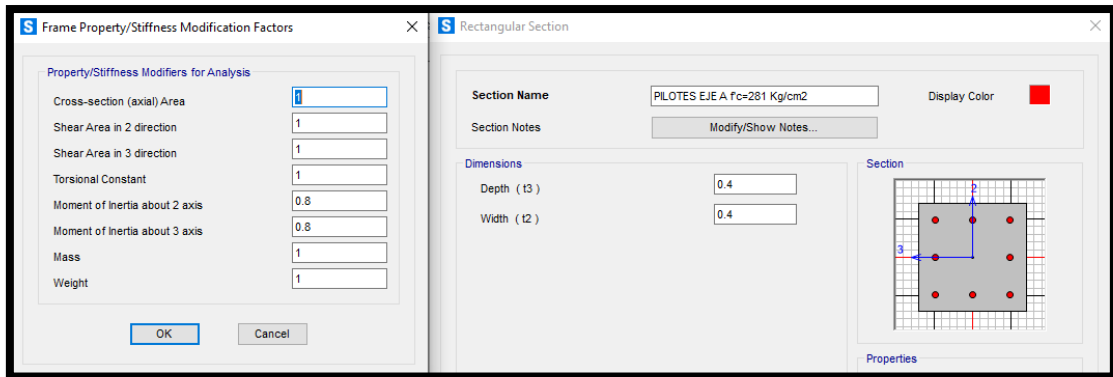 S Frame Property/Stiffness Modification Factors
Property/Stiffness Modifiers for Analysis
Cross-section (axial) Area 1
Shear Area in 2 direction 1
Shear Area in 3 direction 1
Torsional Constant 1
Moment of Inertia about 2 axis 0.8
Moment of Inertia about 3 axis 0.8
Mass 1
Weight 1
OK Cancel
S Rectangular Section
Section Name PILOTES EJE A f'c=281 Kg/cm2 Display Color
Section Notes Modify/Show Notes...
Dimensions
Depth ( t3 ) 0.4
Width ( t2 ) 0.4
Section
2
3
Properties